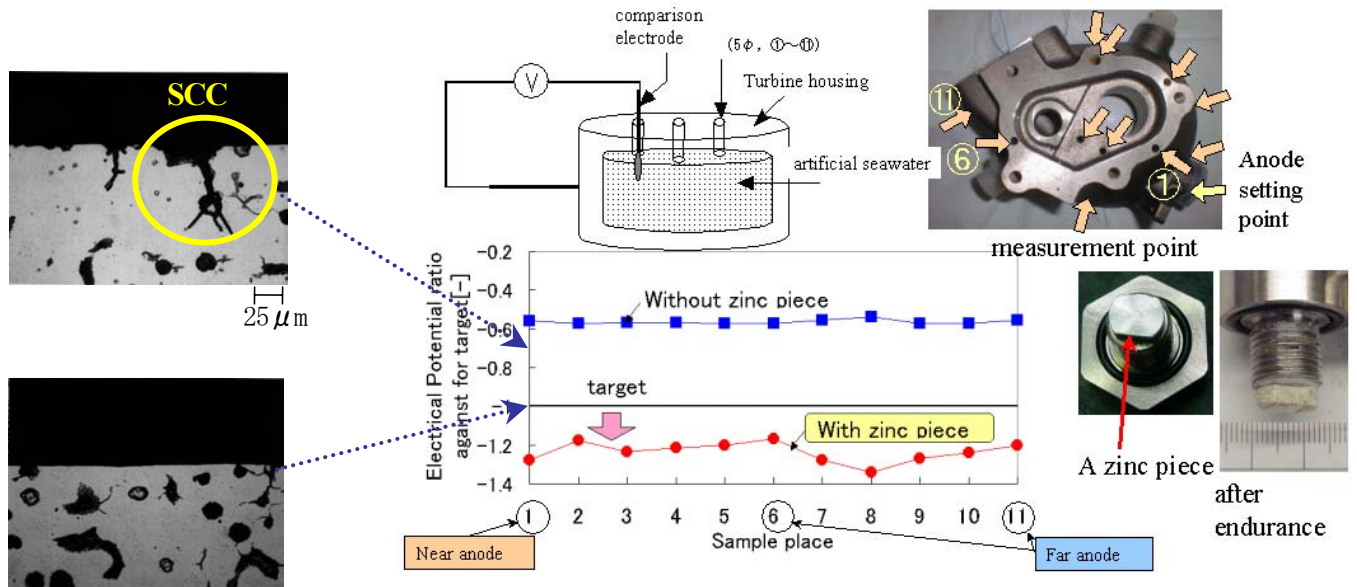 SCC
25μm
comparison
electrode
(5φ, ①～⑪)
Turbine housing
V
artificial seawater
⑪
⑥
①
Anode
setting
point
measurement point
Electrical Potential ratio
against for target[-]
-0.2
-0.4
-0.6
-0.8
-1
-1.2
-1.4
Without zinc piece
target
With zinc piece
1 2 3 4 5 6 7 8 9 10 11
Sample place
Near anode
Far anode
A zinc piece
after
endurance